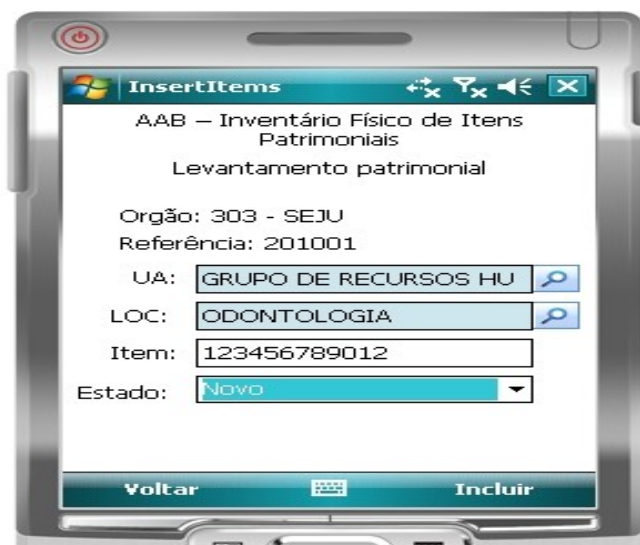 InsertItems
AAB – Inventário Físico de Itens
Patrimoniais
Levantamento patrimonial
Orgão: 303 - SEJU
Referência: 201001
UA: GRUPO DE RECURSOS HU
LOC: ODONTOLOGIA
Item: 123456789012
Estado: Novo
Voltar Incluir